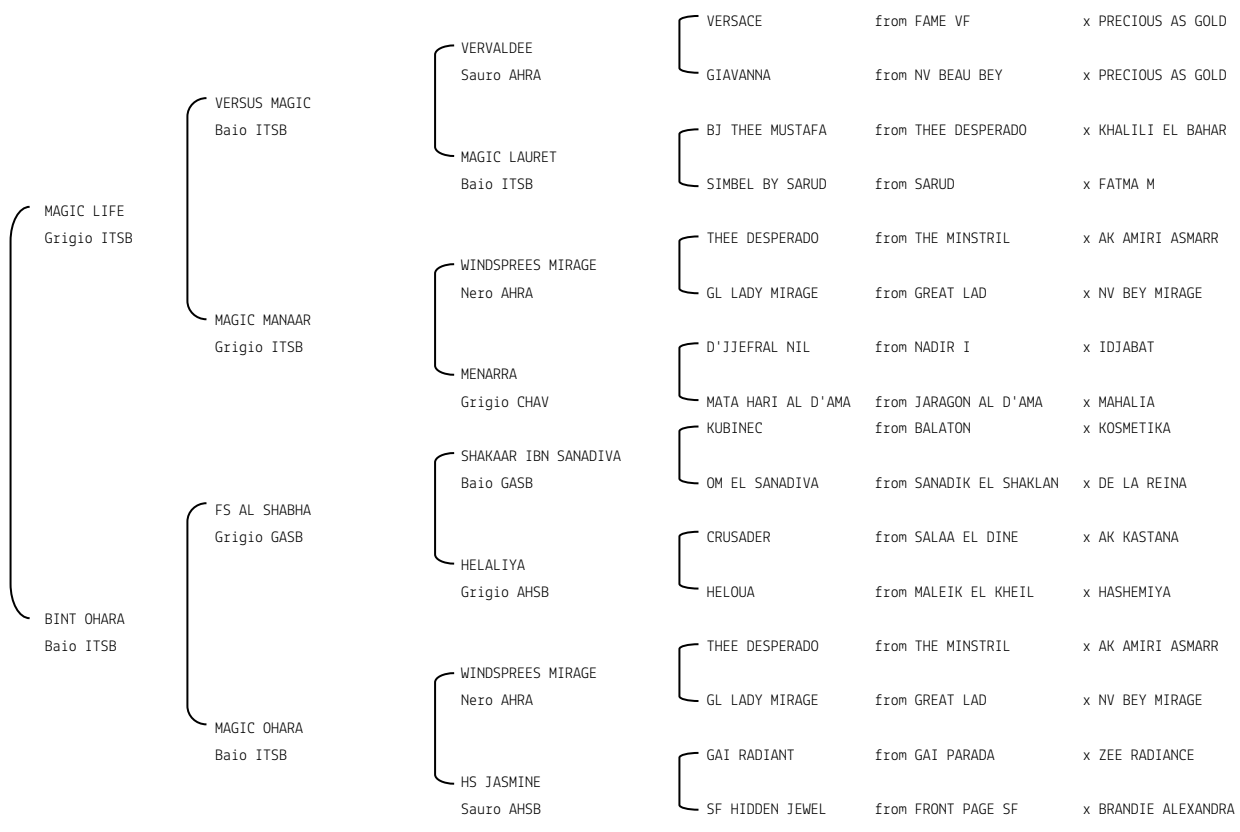 VERSACE from FAME VF x PRECIOUS AS GOLD
VERVALDEE
Sauro AHRA
GIAVANNA from NV BEAU BEY x PRECIOUS AS GOLD
VERSUS MAGIC
Baio ITSB
BJ THEE MUSTAFA from THEE DESPERADO x KHALILI EL BAHAR
MAGIC LAURET
Baio ITSB
SIMBEL BY SARUD from SARUD x FATMA M
MAGIC LIFE
Grigio ITSB
THEE DESPERADO from THE MINSTRIL x AK AMIRI ASMARR
WINDSPREES MIRAGE
Nero AHRA
GL LADY MIRAGE from GREAT LAD x NV BEY MIRAGE
MAGIC MANAAR
Grigio ITSB
D'JJEFRAL NIL from NADIR I x IDJABAT
MENARRA
Grigio CHAV
MATA HARI AL D'AMA from JARAGON AL D'AMA x MAHALIA
KUBINEC from BALATON x KOSMETIKA
SHAKAAR IBN SANADIVA
Baio GASB
OM EL SANADIVA from SANADIK EL SHAKLAN x DE LA REINA
FS AL SHABHA
Grigio GASB
CRUSADER from SALAA EL DINE x AK KASTANA
HELALIYA
Grigio AHSB
HELOUA from MALEIK EL KHEIL x HASHEMIYA
BINT OHARA
Baio ITSB
THEE DESPERADO from THE MINSTRIL x AK AMIRI ASMARR
WINDSPREES MIRAGE
Nero AHRA
GL LADY MIRAGE from GREAT LAD x NV BEY MIRAGE
MAGIC OHARA
Baio ITSB
GAI RADIANT from GAI PARADA x ZEE RADIANCE
HS JASMINE
Sauro AHSB
SF HIDDEN JEWEL from FRONT PAGE SF x BRANDIE ALEXANDRA